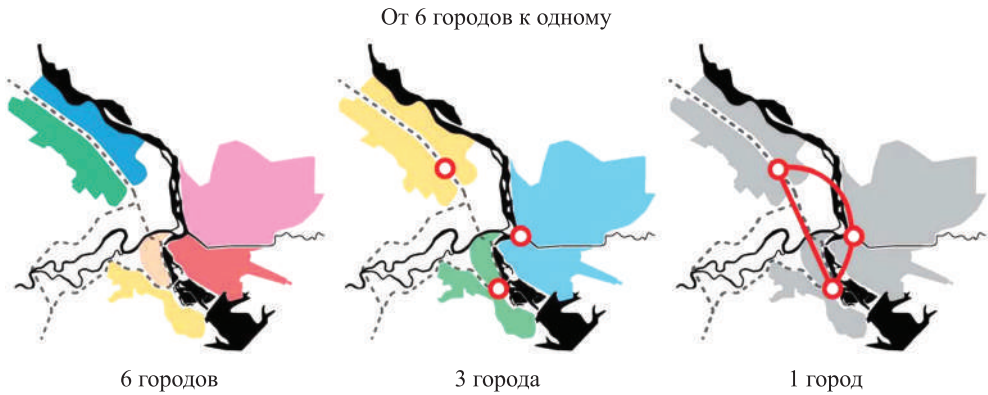 От 6 городов к одному
6 городов
3 города
1 город